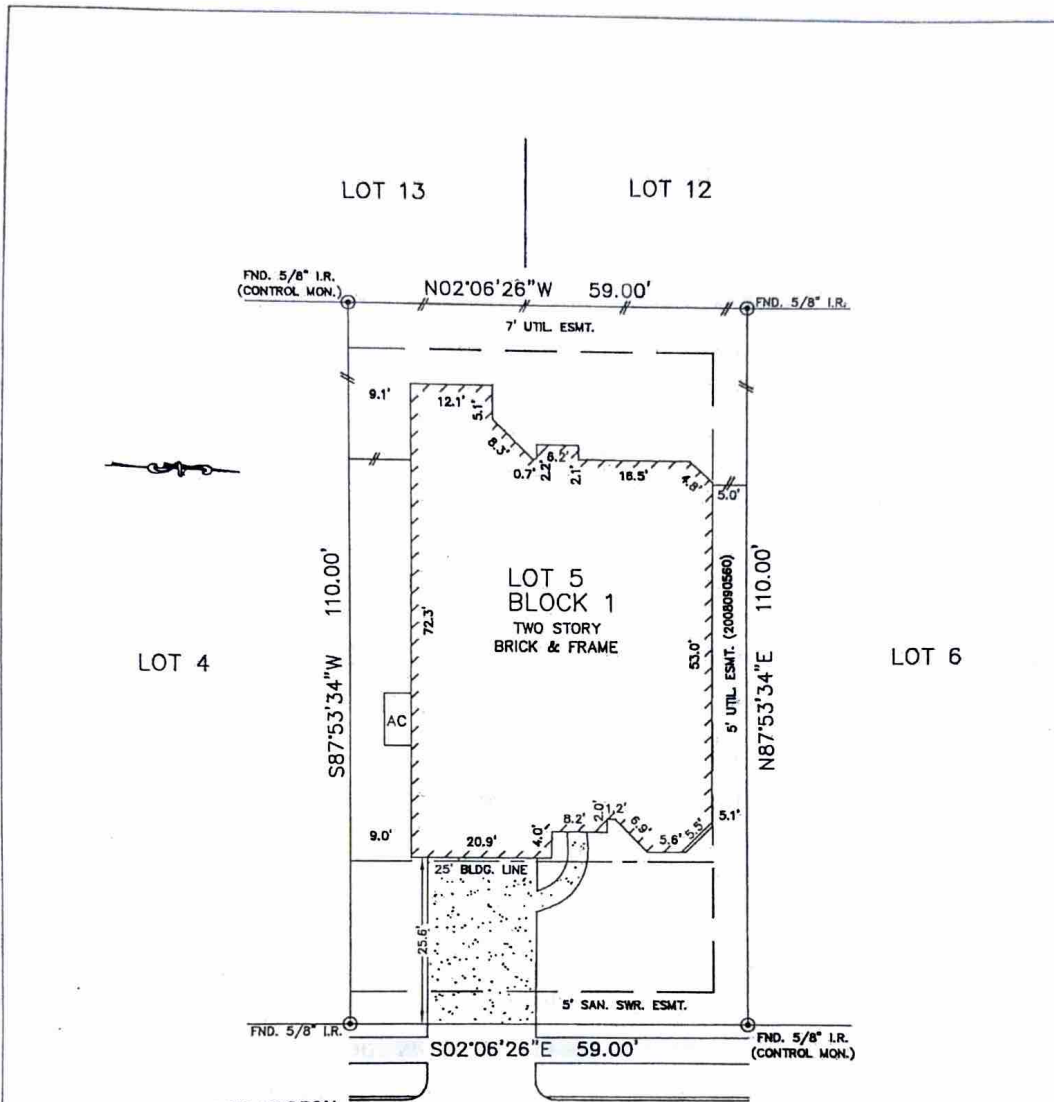 LOT 13
LOT 12
FND. 5/8" I.R.
(CONTROL MON.)
N02°06'26"W 59.00'
FND. 5/8" I.R.
7' UTIL. ESMT.
9.1'
12.1'
5.1'
8.3'
0.7'
2.2'
6.2'
2.1'
16.5'
4.8'
5.0'
S87°53'34"W 110.00'
72.3'
LOT 5
BLOCK 1
TWO STORY
BRICK & FRAME
53.0'
5' UTIL. ESMT. (2008090560)
N87°53'34"E 110.00'
LOT 4
LOT 6
AC
9.0'
20.9'
4.0'
8.2'
2.0'
1.2'
6.9'
5.6'
5.5'
5.1'
25' BLDG. LINE
25.6'
5' SAN. SWR. ESMT.
FND. 5/8" I.R.
S02°06'26"E 59.00'
FND. 5/8" I.R.
(CONTROL MON.)